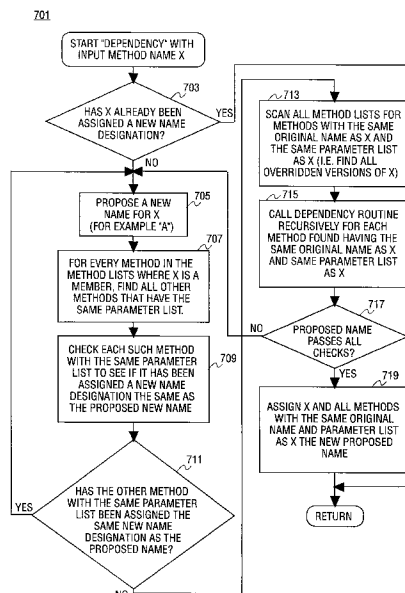 701
START "DEPENDENCY" WITH
INPUT METHOD NAME X
703
HAS X ALREADY BEEN
ASSIGNED A NEW NAME
DESIGNATION?
YES
NO
705
PROPOSE A NEW
NAME FOR X
(FOR EXAMPLE "A")
707
FOR EVERY METHOD IN THE
METHOD LISTS WHERE X IS A
MEMBER, FIND ALL OTHER
METHODS THAT HAVE THE
SAME PARAMETER LIST.
709
CHECK EACH SUCH METHOD
WITH THE SAME PARAMETER
LIST TO SEE IF IT HAS BEEN
ASSIGNED A NEW NAME
DESIGNATION THE SAME AS
THE PROPOSED NEW NAME
711
HAS THE OTHER METHOD
WITH THE SAME PARAMETER
LIST BEEN ASSIGNED THE
SAME NEW NAME
DESIGNATION AS THE
PROPOSED NAME?
YES
NO
713
SCAN ALL METHOD LISTS FOR
METHODS WITH THE SAME
ORIGINAL NAME AS X AND
THE SAME PARAMETER LIST
AS X (I.E. FIND ALL
OVERRIDDEN VERSIONS OF X)
715
CALL DEPENDENCY ROUTINE
RECURSIVELY FOR EACH
METHOD FOUND HAVING THE
SAME ORIGINAL NAME AS X
AND SAME PARAMETER LIST
AS X
717
NO
PROPOSED NAME
PASSES ALL
CHECKS?
YES
719
ASSIGN X AND ALL METHODS
WITH THE SAME ORIGINAL
NAME AND PARAMETER LIST
AS X THE NEW PROPOSED
NAME
RETURN